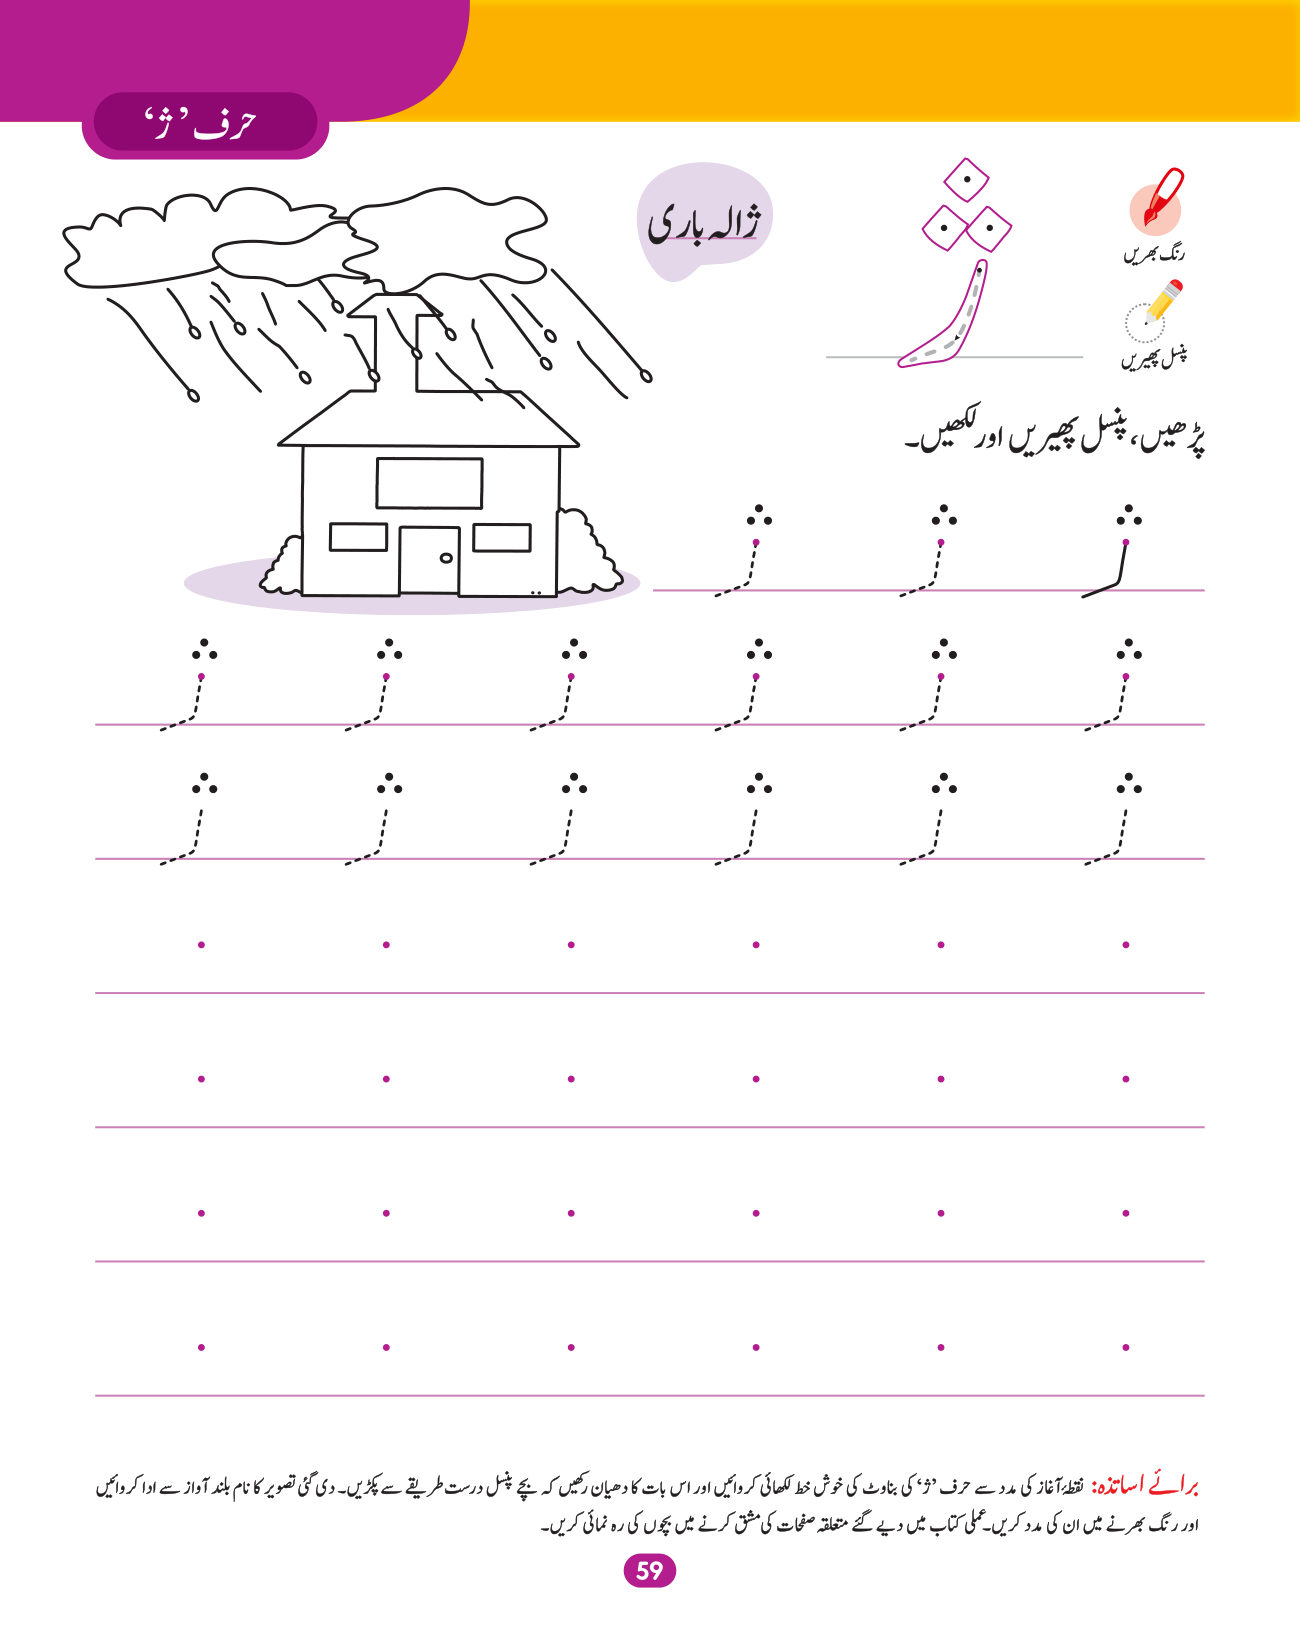 حرف ’ژ‘
ژالہ باری
رنگ بھریں
پنسل پھیریں
پڑھیں، پنسل پھیریں اور لکھیں۔
برائے اساتذہ: نقطۂ آغاز کی مدد سے حرف ’ژ‘ کی بناوٹ کی خوش خط لکھائی کروائیں اور اس بات کا دھیان رکھیں کہ بچے پنسل درست طریقے سے پکڑیں۔ دی گئی تصویر کا نام بلند آواز سے ادا کروائیں
اور رنگ بھرنے میں ان کی مدد کریں۔ عملی کتاب میں دیے گئے متعلقہ صفحات کی مشق کرنے میں بچوں کی رہ نمائی کریں۔
59